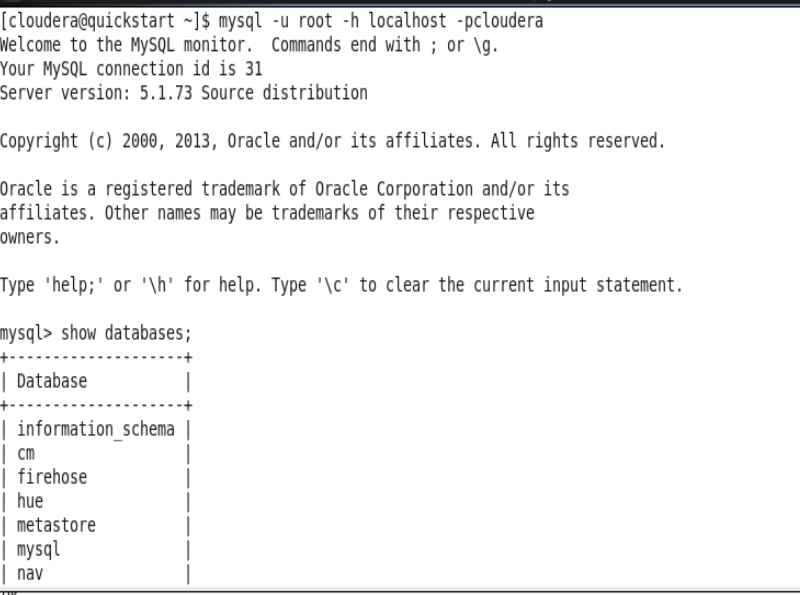 [cloudera@quickstart ~]$ mysql -u root -h localhost -pcloudera
Welcome to the MySQL monitor.  Commands end with ; or \g.
Your MySQL connection id is 31
Server version: 5.1.73 Source distribution

Copyright (c) 2000, 2013, Oracle and/or its affiliates. All rights reserved.

Oracle is a registered trademark of Oracle Corporation and/or its
affiliates. Other names may be trademarks of their respective
owners.

Type 'help;' or '\h' for help. Type '\c' to clear the current input statement.

mysql> show databases;
+--------------------+
| Database           |
+--------------------+
| information_schema |
| cm                 |
| firehose           |
| hue                |
| metastore          |
| mysql              |
| nav                |